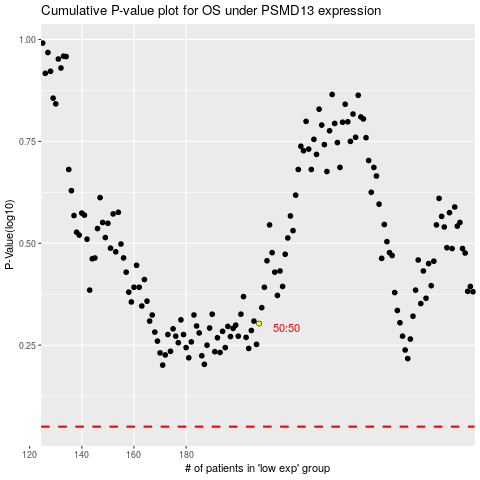 Cumulative P-value plot for OS under PSMD13 expression
P-Value(log10)
1.00
0.75
0.50
0.25
50:50
120 140 160 180
# of patients in 'low exp' group